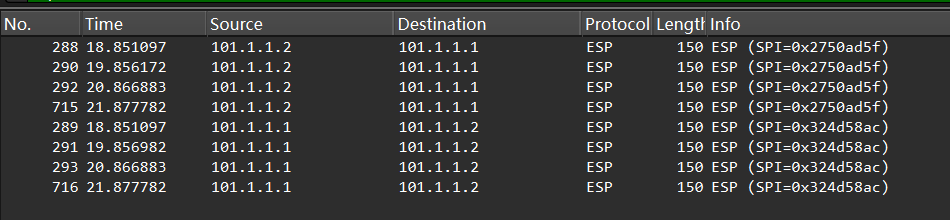 No. Time Source Destination Protocol Length Info
288 18.851097 101.1.1.2 101.1.1.1 ESP 150 ESP (SPI=0x2750ad5f)
290 19.856172 101.1.1.2 101.1.1.1 ESP 150 ESP (SPI=0x2750ad5f)
292 20.866883 101.1.1.2 101.1.1.1 ESP 150 ESP (SPI=0x2750ad5f)
715 21.877782 101.1.1.2 101.1.1.1 ESP 150 ESP (SPI=0x2750ad5f)
289 18.851097 101.1.1.1 101.1.1.2 ESP 150 ESP (SPI=0x324d58ac)
291 19.856982 101.1.1.1 101.1.1.2 ESP 150 ESP (SPI=0x324d58ac)
293 20.866883 101.1.1.1 101.1.1.2 ESP 150 ESP (SPI=0x324d58ac)
716 21.877782 101.1.1.1 101.1.1.2 ESP 150 ESP (SPI=0x324d58ac)